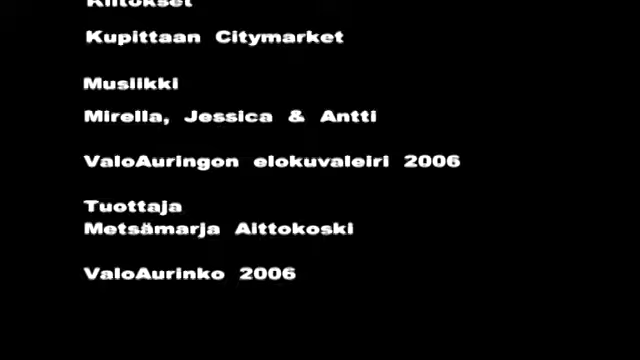 Kiitokset
Kupittaan Citymarket
Musiikki
Mirella, Jessica & Antti
ValoAuringon elokuvaleiri 2006
Tuottaja
Metsämarja Aittokoski
ValoAurinko 2006